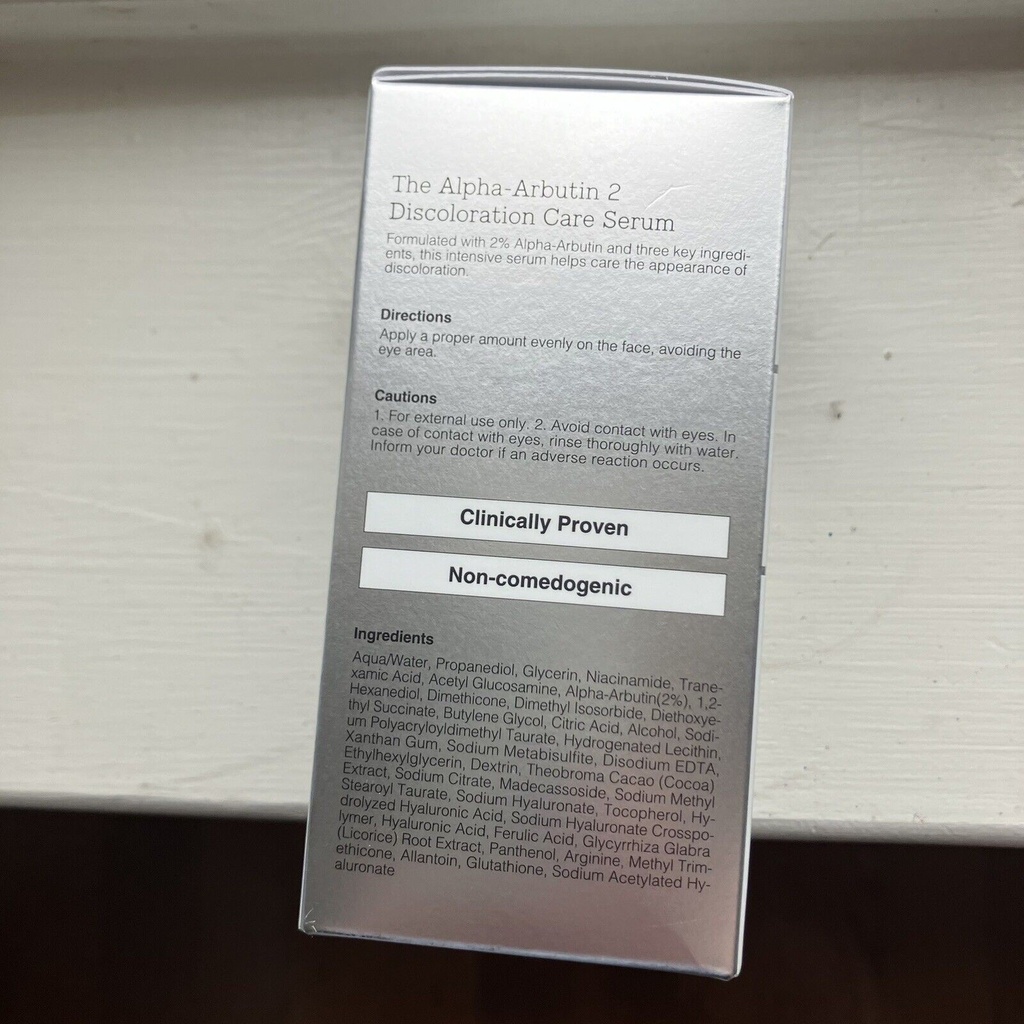 The Alpha-Arbutin 2
Discoloration Care Serum
Formulated with 2% Alpha-Arbutin and three key ingredi-
ents, this intensive serum helps care the appearance of
discoloration.
Directions
Apply a proper amount evenly on the face, avoiding the
eye area.
Cautions
1. For external use only. 2. Avoid contact with eyes. In
case of contact with eyes, rinse thoroughly with water.
Inform your doctor if an adverse reaction occurs.
Clinically Proven
Non-comedogenic
Ingredients
Aqua/Water, Propanediol, Glycerin, Niacinamide, Trane-
xamic Acid, Acetyl Glucosamine, Alpha-Arbutin(2%), 1,2-
Hexanediol, Dimethicone, Dimethyl Isosorbide, Diethoxye-
thyl Succinate, Butylene Glycol, Citric Acid, Alcohol, Sodi-
um Polyacryloyldimethyl Taurate, Hydrogenated Lecithin,
Xanthan Gum, Sodium Metabisulfite, Disodium EDTA,
Ethylhexylglycerin, Dextrin, Theobroma Cacao (Cocoa)
Extract, Sodium Citrate, Madecassoside, Sodium Methyl
Stearoyl Taurate, Sodium Hyaluronate, Tocopherol, Hy-
drolyzed Hyaluronic Acid, Sodium Hyaluronate Crosspo-
lymer, Hyaluronic Acid, Ferulic Acid, Glycyrrhiza Glabra
(Licorice) Root Extract, Panthenol, Arginine, Methyl Trim-
ethicone, Allantoin, Glutathione, Sodium Acetylated Hy-
aluronate